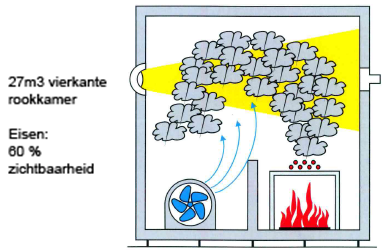 27m3 vierkante
rookkamer
Eisen:
60 %
zichtbaarheid